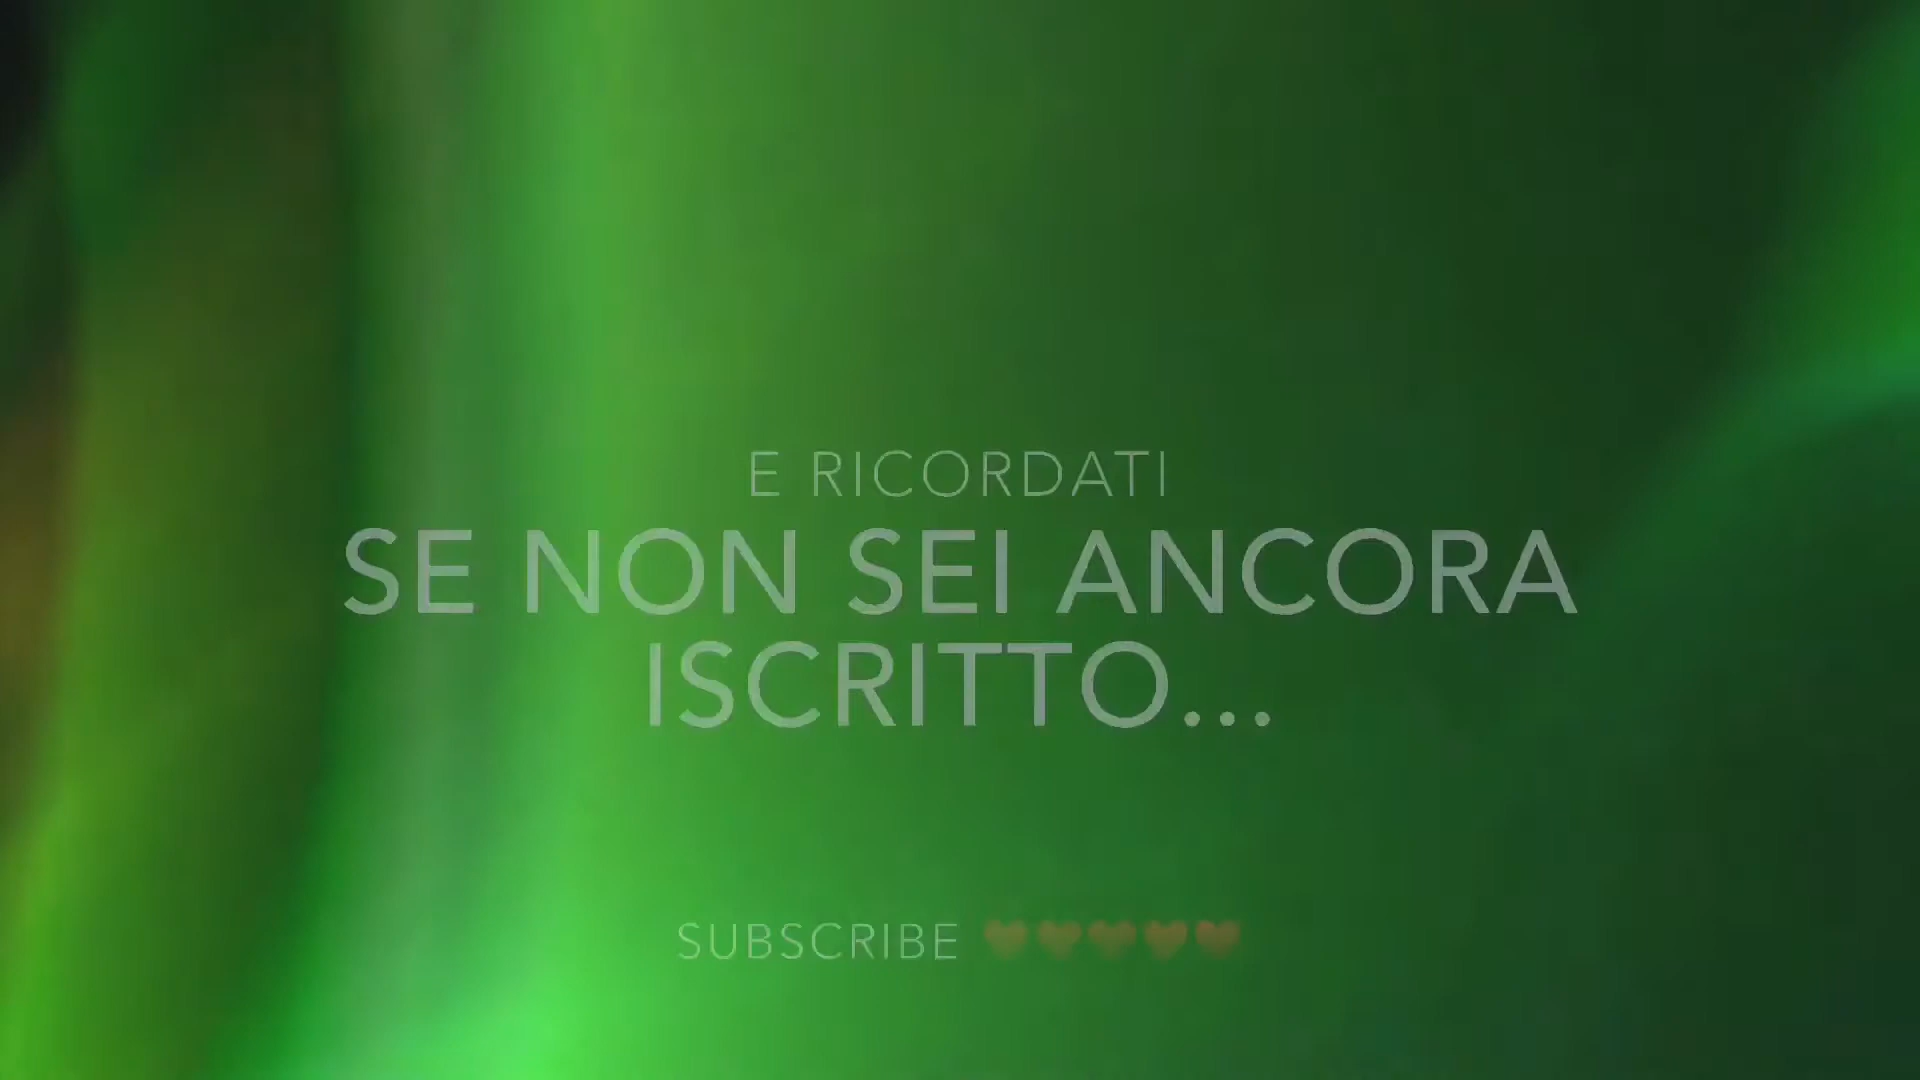 E RICORDATI
SE NON SEI ANCORA
ISCRITTO...
SUBSCRIBE ❤️❤️❤️❤️❤️